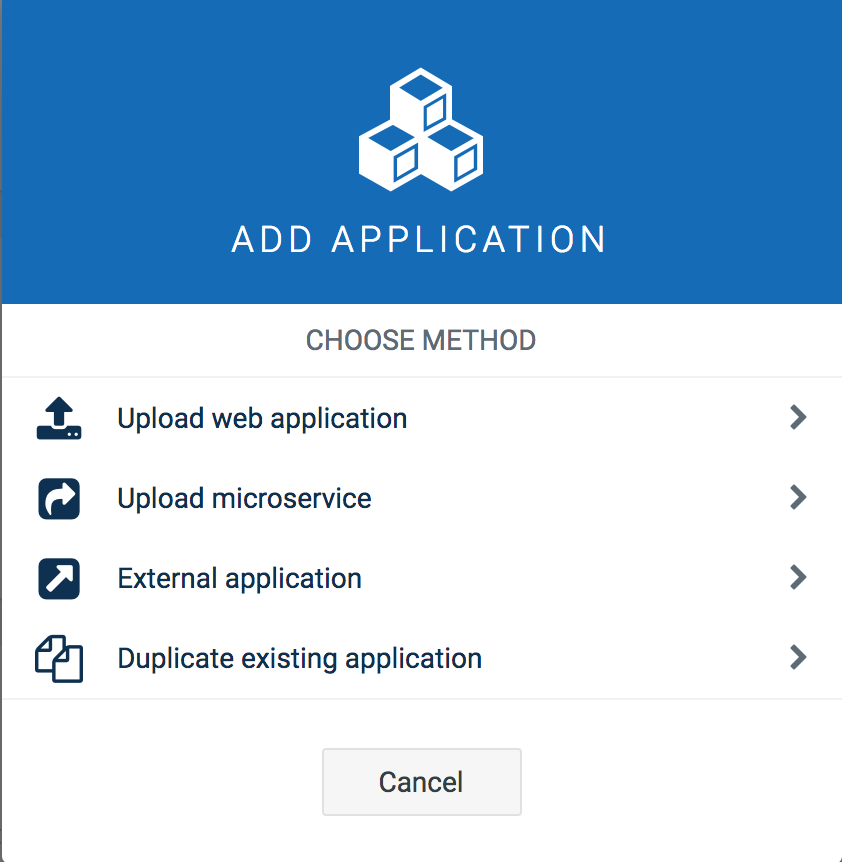 ADD APPLICATION
CHOOSE METHOD
Upload web application
Upload microservice
External application
Duplicate existing application
Cancel